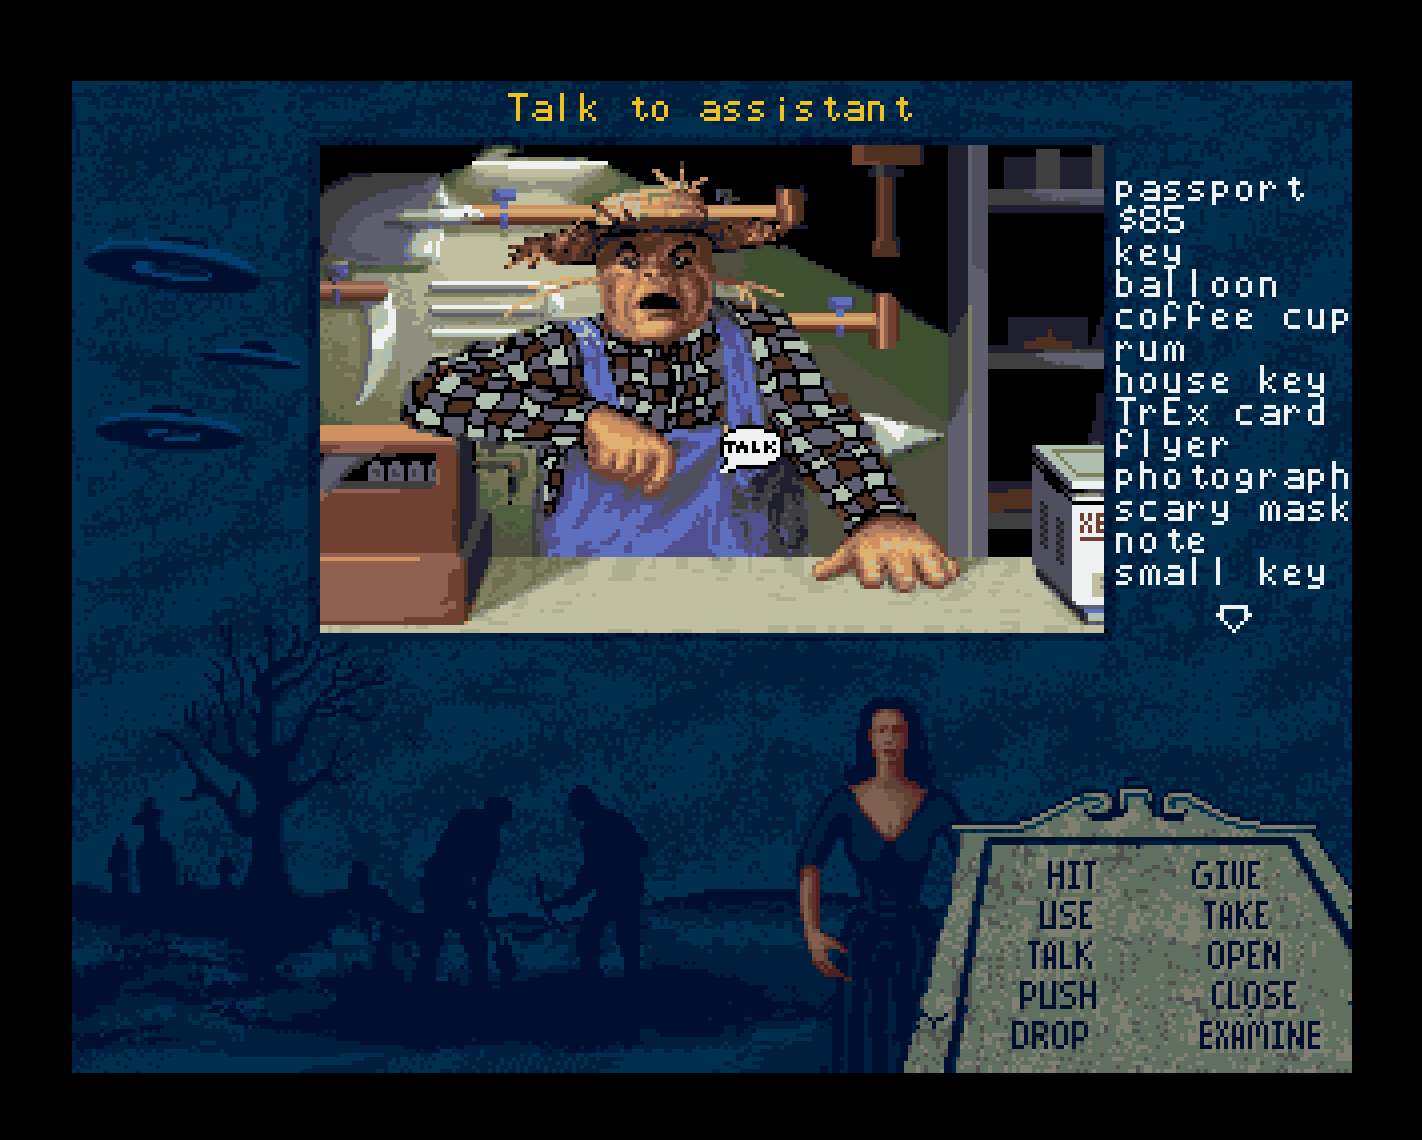 Talk to assistant
passport
$85
key
balloon
coffee cup
rum
house key
TrEx card
flyer
photograph
scary mask
note
small key
TALK
XE
HIT GIVE
USE TAKE
TALK OPEN
PUSH CLOSE
DROP EXAMINE